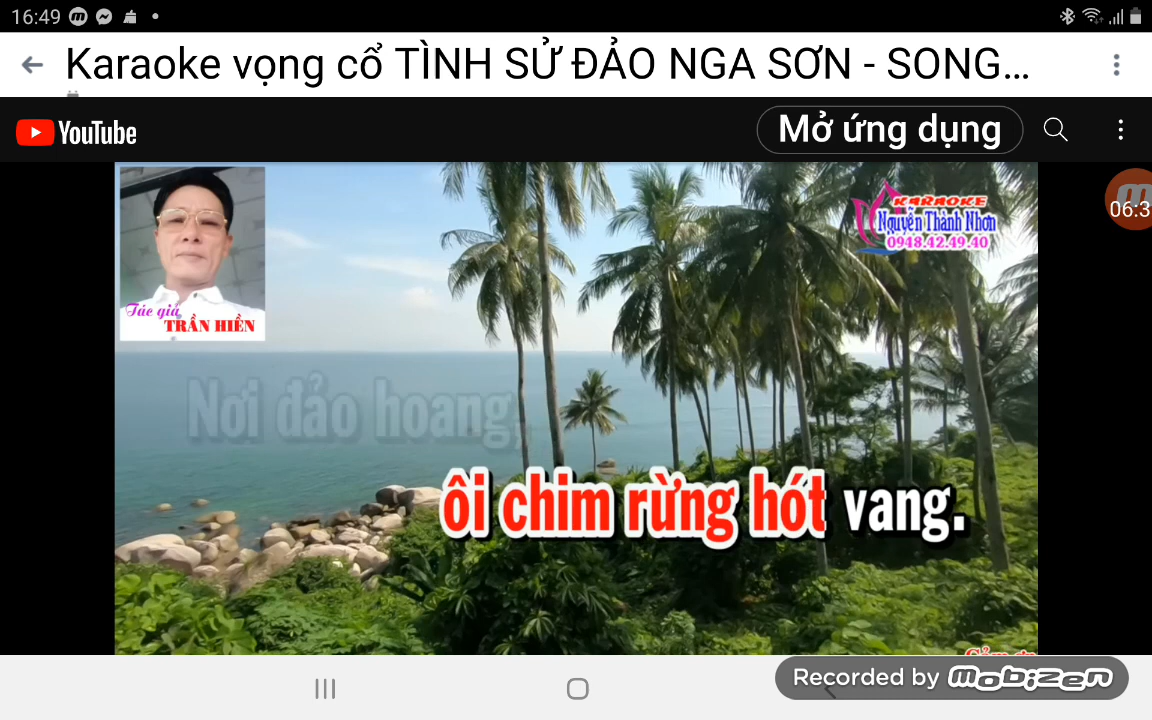 16:49
Karaoke vọng cổ TÌNH SỬ ĐẢO NGA SƠN - SONG...
YouTube
Mở ứng dụng
06:3
KARAOKE
Nguyễn Thành Nhơn
0948.42.49.40
Tác giả
TRẦN HIỀN
Nơi đảo hoang,
ôi chim rừng hót vang.
Recorded by mobizen